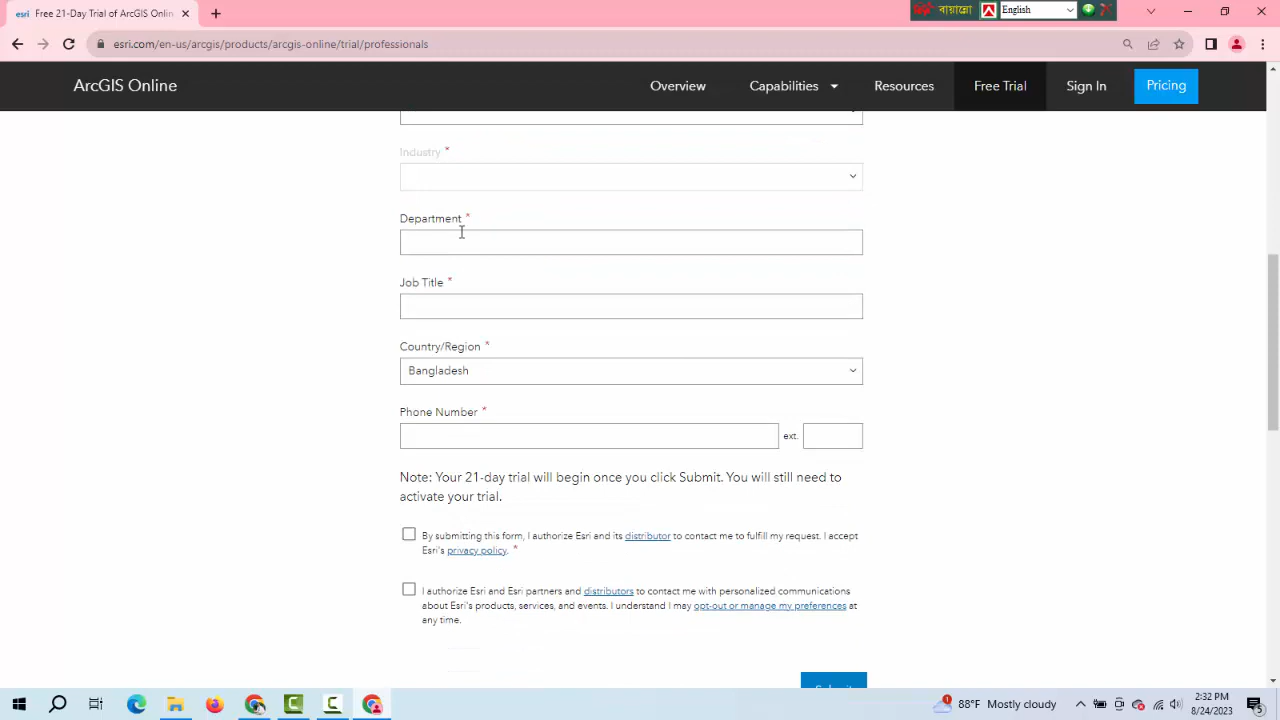 esri Free 21-Day Trial of ArcGIS Onlin
বায়ান্নো English
esri.com/en-us/arcgis/products/arcgis-online/trial/professionals
ArcGIS Online Overview Capabilities Resources Free Trial Sign In Pricing
Industry *
Department *
Job Title *
Country/Region *
Bangladesh
Phone Number *
ext.
Note: Your 21-day trial will begin once you click Submit. You will still need to
activate your trial.
By submitting this form, I authorize Esri and its distributor to contact me to fulfill my request. I accept
Esri's privacy policy. *
I authorize Esri and Esri partners and distributors to contact me with personalized communications
about Esri's products, services, and events. I understand I may opt-out or manage my preferences at
any time.
Submit
1 88°F Mostly cloudy
2:32 PM
8/24/2023
5